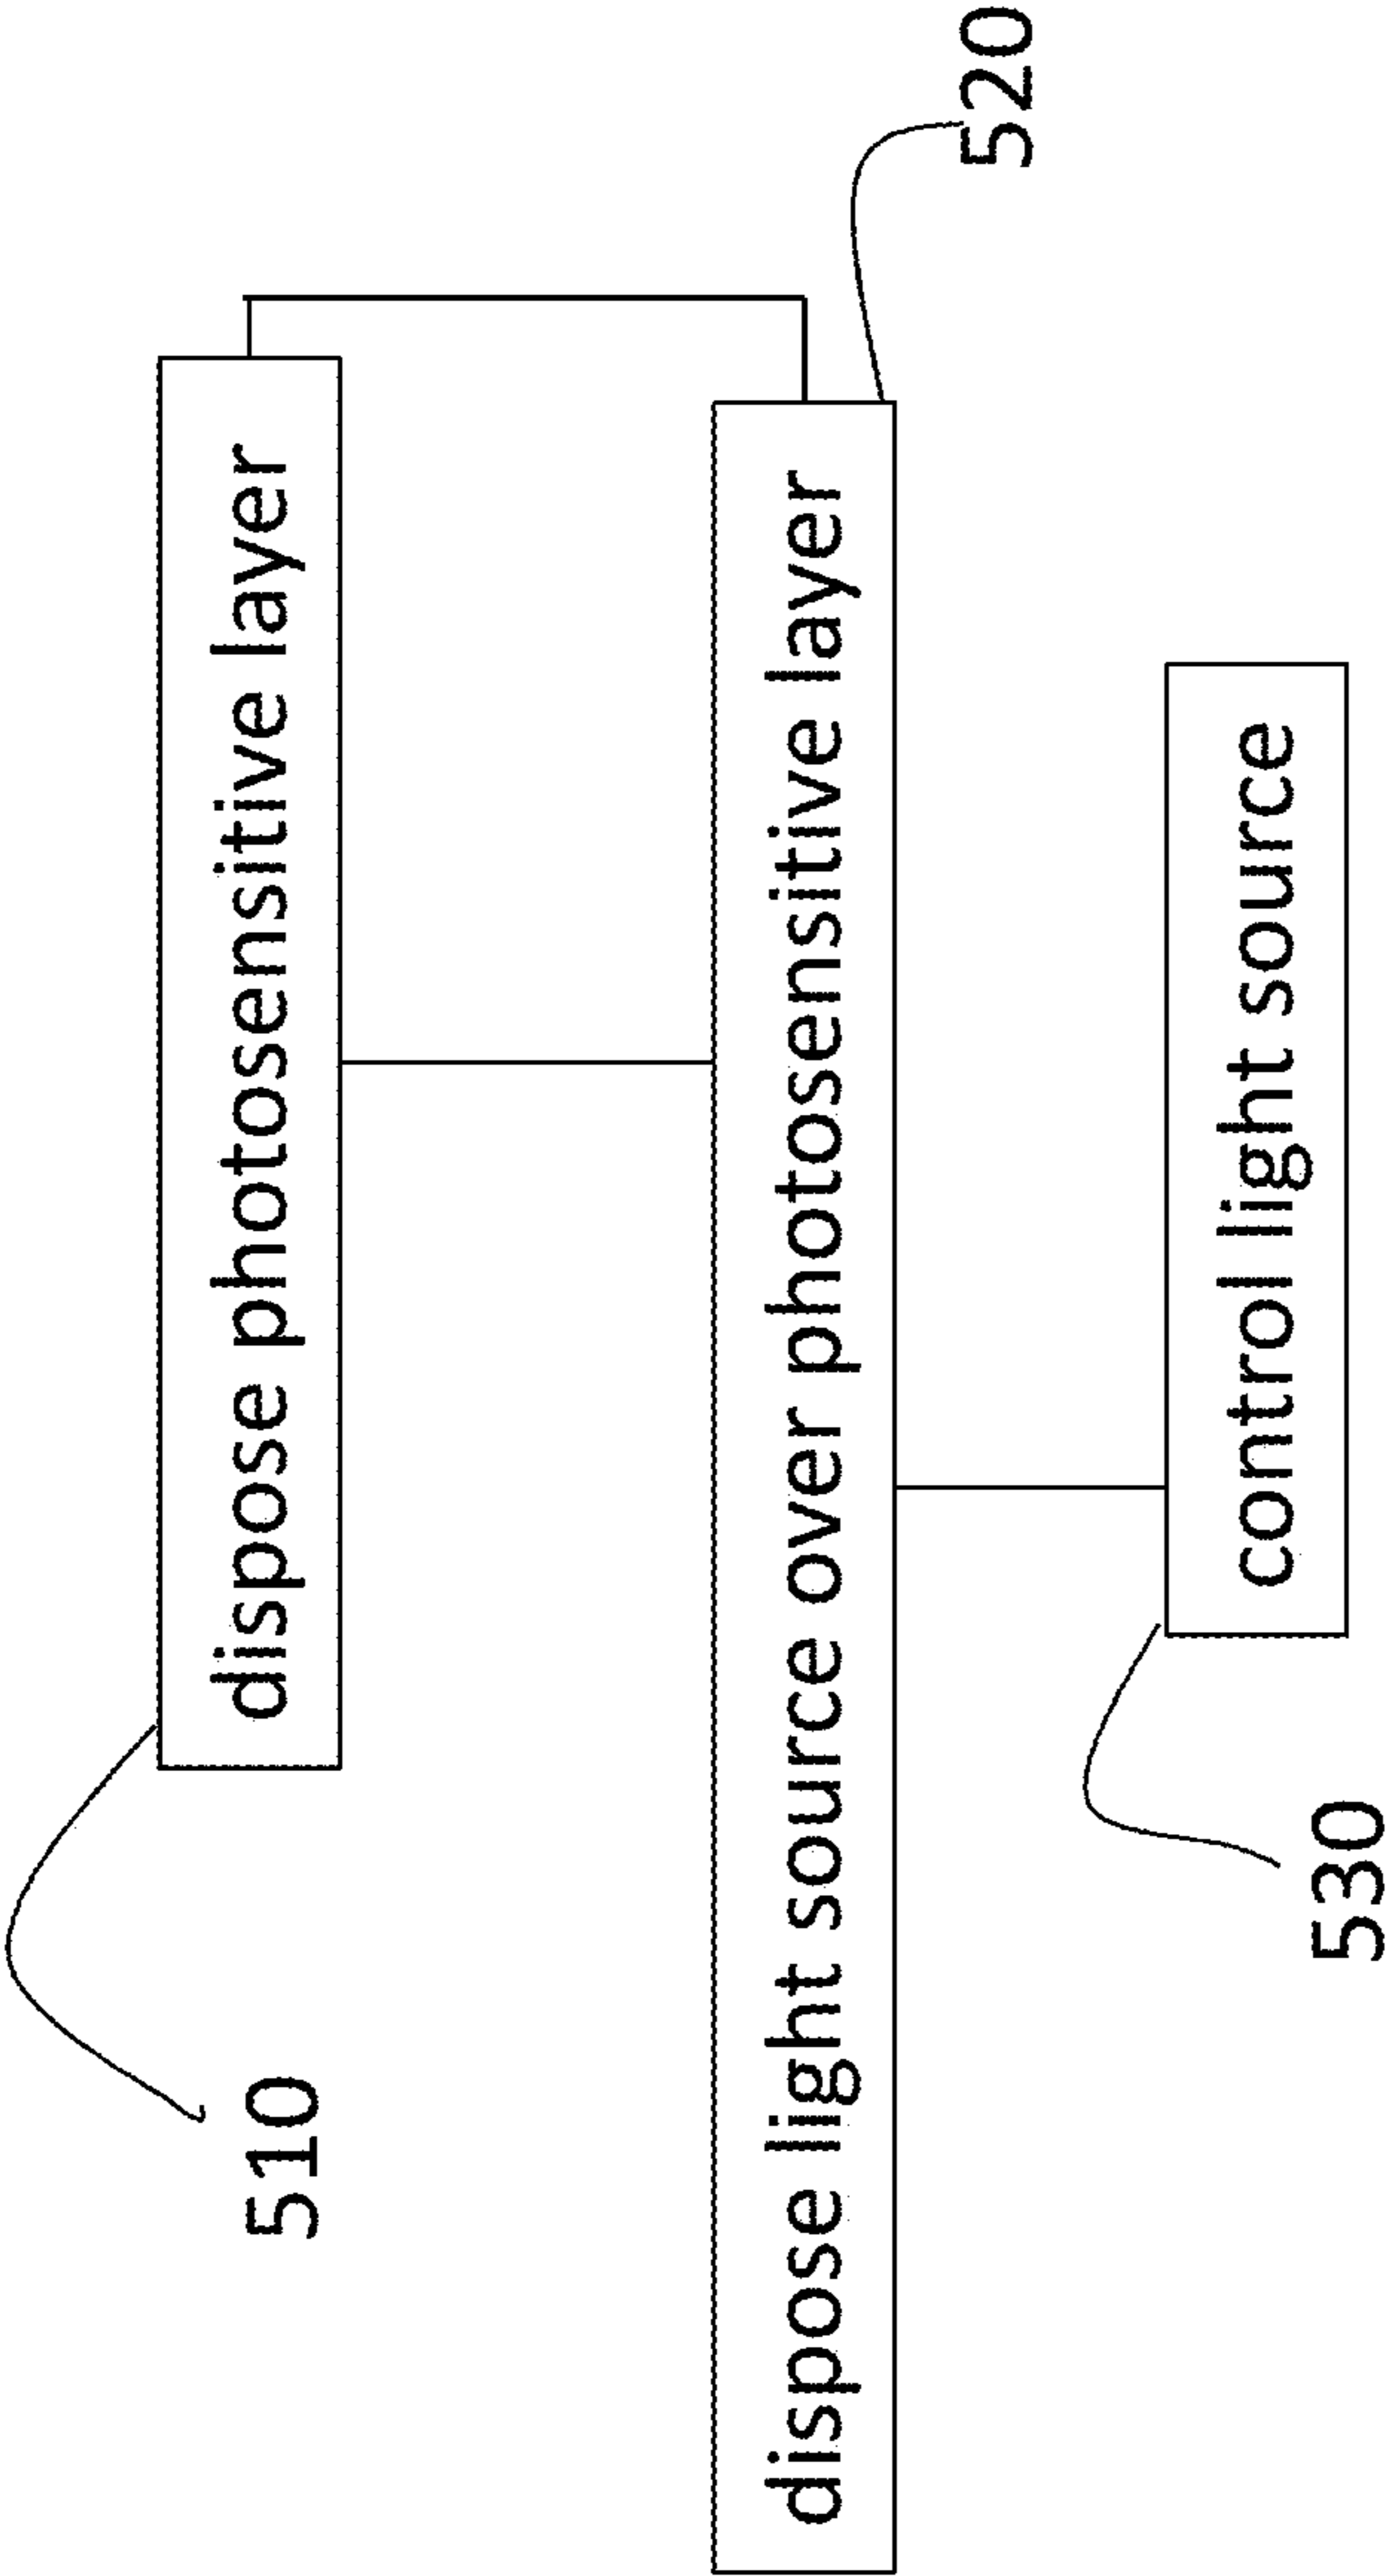 510
dispose photosensitive layer
dispose light source over photosensitive layer
520
530
control light source